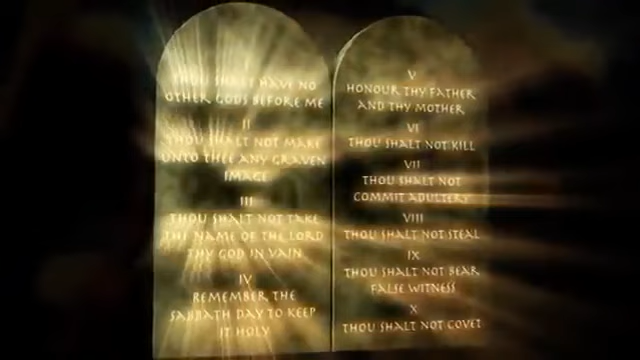 THOU SHALT HAVE NO
OTHER GODS BEFORE ME
II
THOU SHALT NOT MAKE
UNTO THEE ANY GRAVEN
IMAGE
III
THOU SHALT NOT TAKE
THE NAME OF THE LORD
THY GOD IN VAIN
IV
REMEMBER THE
SABBATH DAY TO KEEP
IT HOLY
V
HONOUR THY FATHER
AND THY MOTHER
VI
THOU SHALT NOT KILL
VII
THOU SHALT NOT
COMMIT ADULTERY
VIII
THOU SHALT NOT STEAL
IX
THOU SHALT NOT BEAR
FALSE WITNESS
X
THOU SHALT NOT COVET